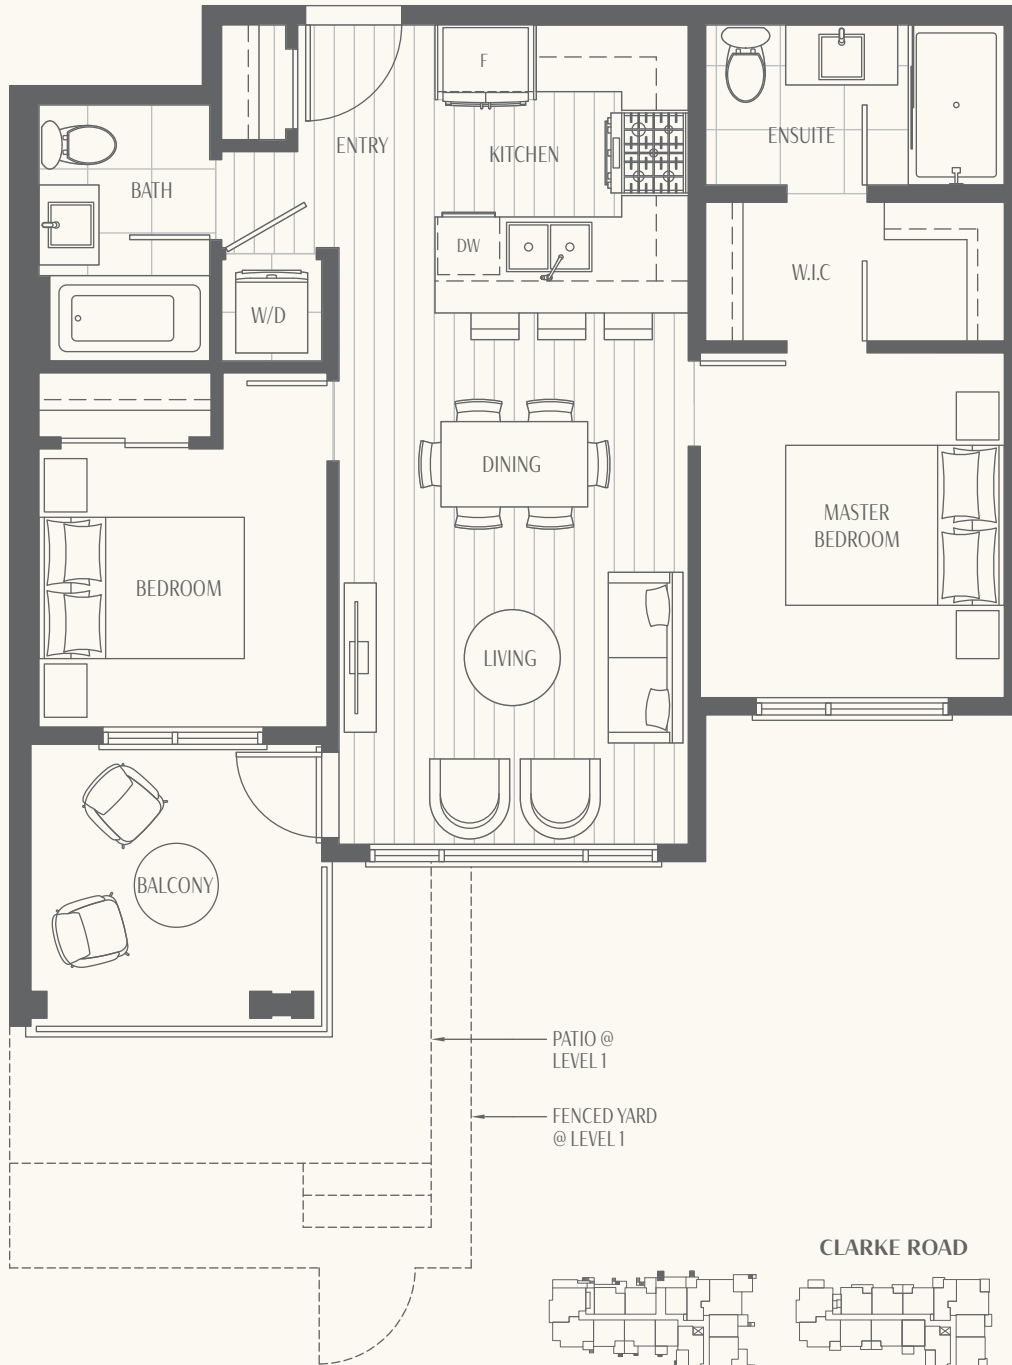 F
ENTRY
KITCHEN
ENSUITE
BATH
DW
W.I.C
W/D
DINING
MASTER
BEDROOM
BEDROOM
LIVING
BALCONY
PATIO @
LEVEL 1
FENCED YARD
@ LEVEL 1
CLARKE ROAD